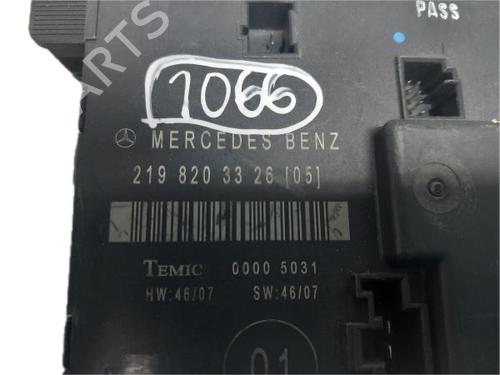 PASS
PARTS
1066
MERCEDES BENZ
219 820 33 26 [05]
TEMIC 0000 5031
HW:46/07 SW:46/07
01